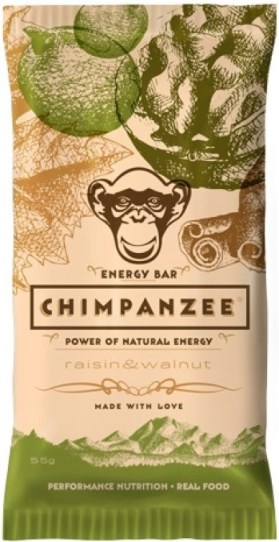 ENERGY BAR
CHIMPANZEE®
POWER OF NATURAL ENERGY
raisin&walnut
MADE WITH LOVE
55g
PERFORMANCE NUTRITION • REAL FOOD